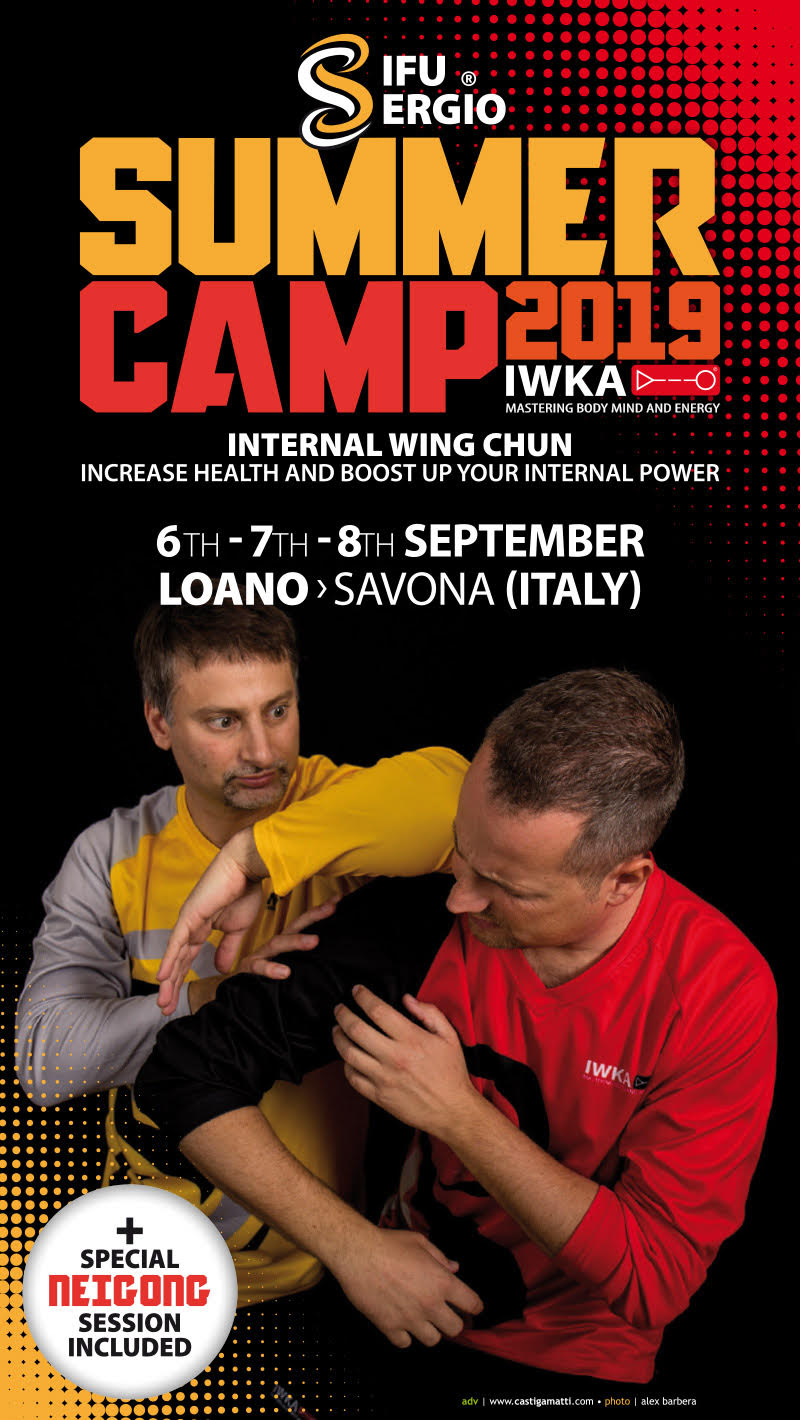 SIFU ®
SERGIO
SUMMER
CAMP 2019
IWKA
MASTERING BODY MIND AND ENERGY
INTERNAL WING CHUN
INCREASE HEALTH AND BOOST UP YOUR INTERNAL POWER
6TH - 7TH - 8TH SEPTEMBER
LOANO › SAVONA (ITALY)
IWKA
+
SPECIAL
NEIGONG
SESSION
INCLUDED
adv | www.castigamatti.com • photo | alex barbera